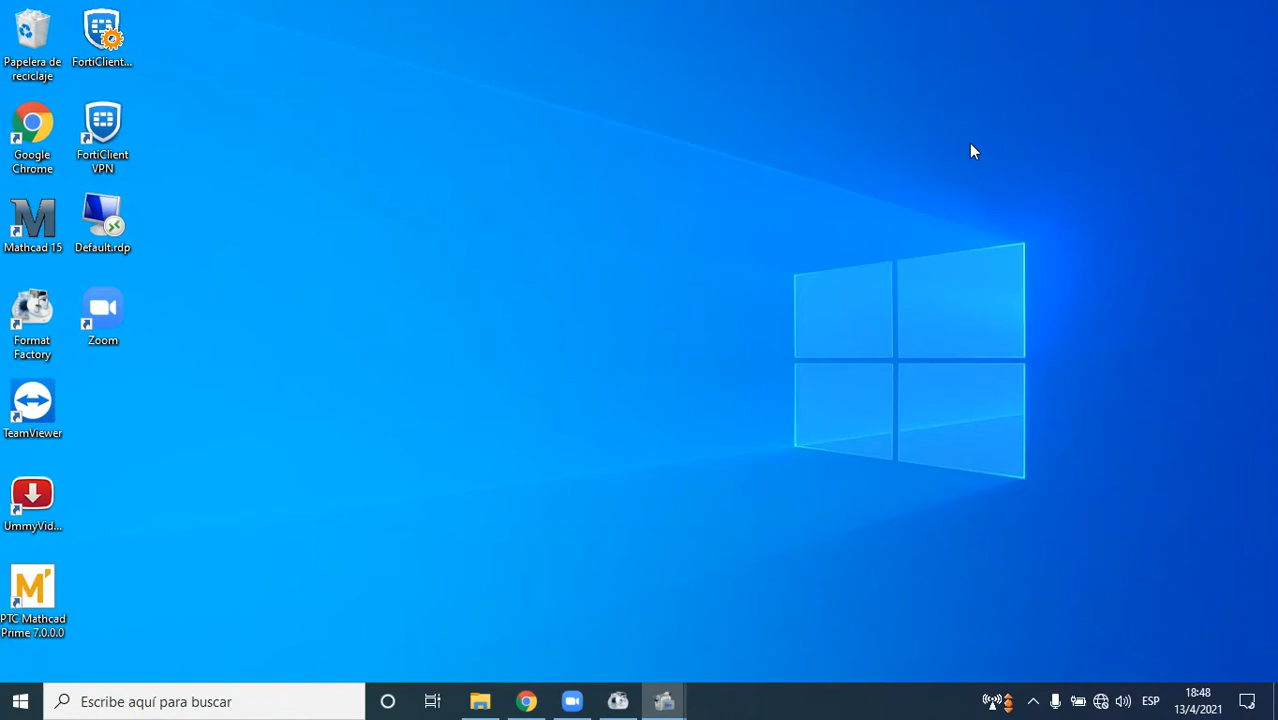 Papelera de
reciclaje
FortiClient...
Google
Chrome
FortiClient
VPN
Mathcad 15
Default.rdp
Format
Factory
Zoom
TeamViewer
UmmyVid...
PTC Mathcad
Prime 7.0.0.0
Escribe aquí para buscar
ESP
18:48
13/4/2021